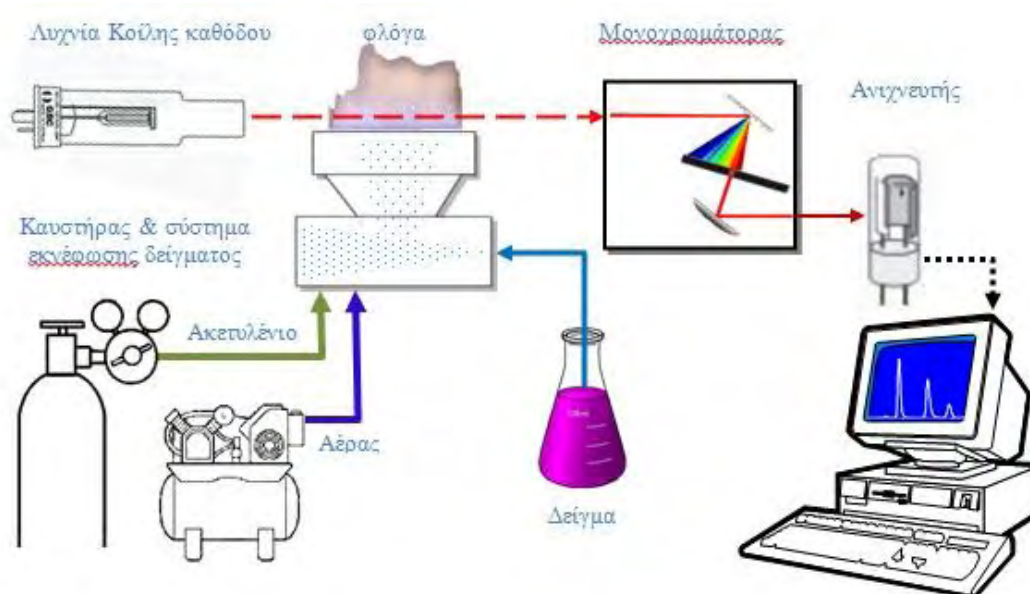 Λυχνία Κοίλης καθόδου
φλόγα
Μονοχρωμάτορας
Ανιχνευτής
Καυστήρας & σύστημα
εκνέφωσης δείγματος
Ακετυλένιο
Αέρας
Δείγμα